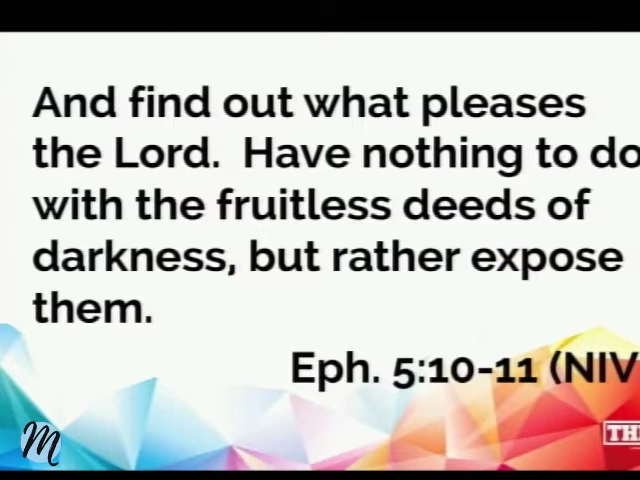 And find out what pleases
the Lord. Have nothing to do
with the fruitless deeds of
darkness, but rather expose
them.
Eph. 5:10-11 (NIV
M